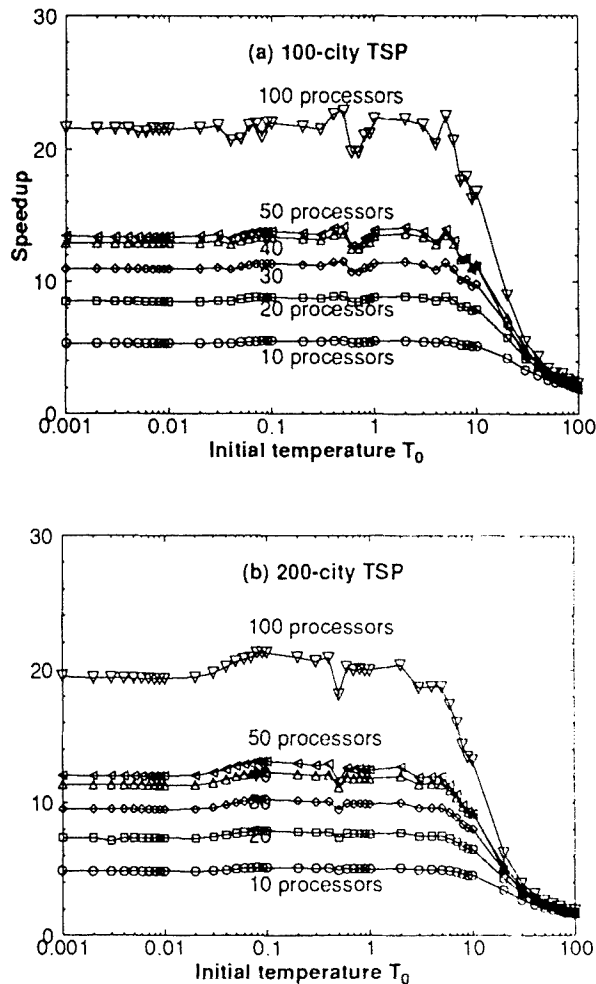 30
(a) 100-city TSP
100 processors
20
Speedup
50 processors
40
30
10
20 processors
10 processors
0
0.001 0.01 0.1 1 10 100
Initial temperature T0
30
(b) 200-city TSP
100 processors
20
50 processors
10
20
10 processors
0
0.001 0.01 0.1 1 10 100
Initial temperature T0